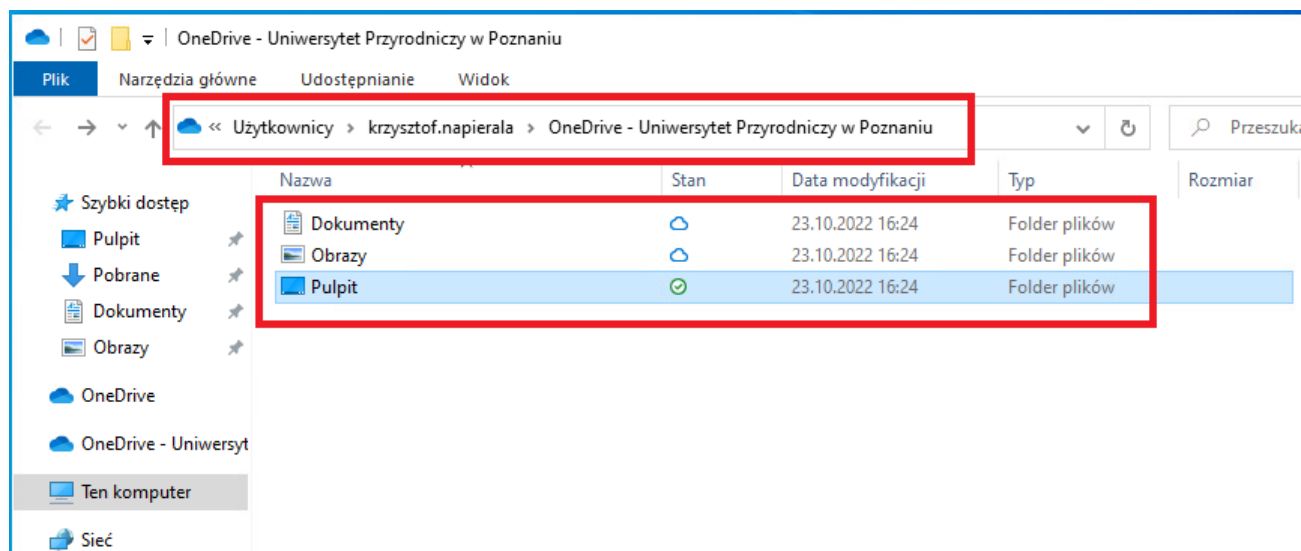 OneDrive - Uniwersytet Przyrodniczy w Poznaniu
Plik Narzędzia główne Udostępnianie Widok
« Użytkownicy › krzysztof.napierala › OneDrive - Uniwersytet Przyrodniczy w Poznaniu Przeszuka
Nazwa Stan Data modyfikacji Typ Rozmiar
Szybki dostęp
Pulpit
Pobrane
Dokumenty
Obrazy
OneDrive
OneDrive - Uniwersyt
Ten komputer
Sieć
Dokumenty 23.10.2022 16:24 Folder plików
Obrazy 23.10.2022 16:24 Folder plików
Pulpit 23.10.2022 16:24 Folder plików